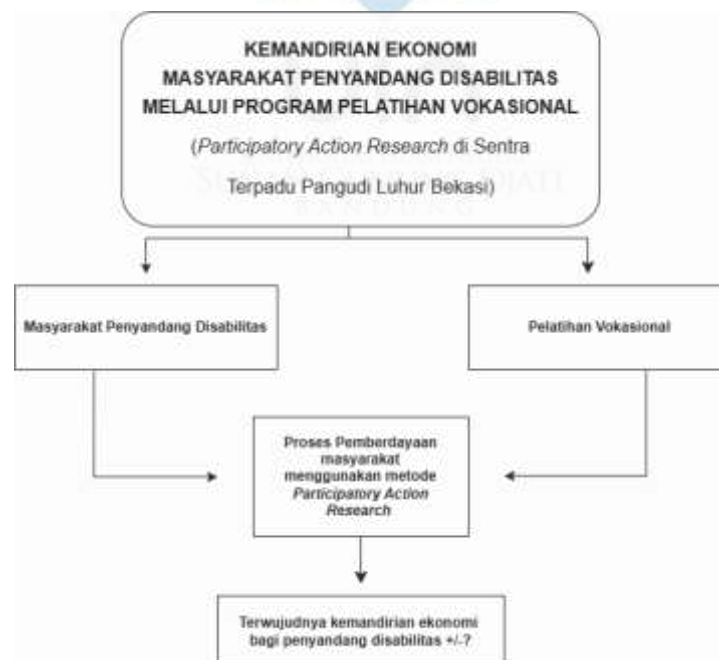 KEMANDIRIAN EKONOMI
MASYARAKAT PENYANDANG DISABILITAS
MELALUI PROGRAM PELATIHAN VOKASIONAL
(Participatory Action Research di Sentra
Terpadu Pangudi Luhur Bekasi)
Masyarakat Penyandang Disabilitas
Pelatihan Vokasional
Proses Pemberdayaan
masyarakat
menggunakan metode
Participatory Action
Research
Terwujudnya kemandirian ekonomi
bagi penyandang disabilitas +/-?